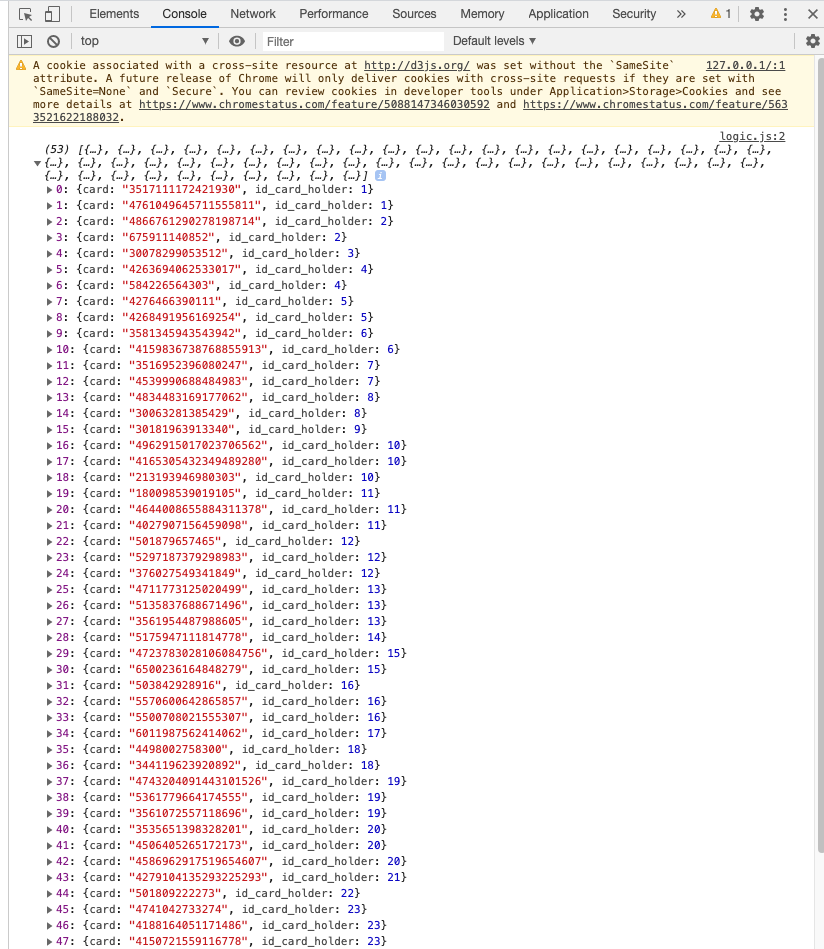 Elements Console Network Performance Sources Memory Application Security » 1
top Filter Default levels
A cookie associated with a cross-site resource at http://d3js.org/ was set without the `SameSite` 127.0.0.1/:1
attribute. A future release of Chrome will only deliver cookies with cross-site requests if they are set with
`SameSite=None` and `Secure`. You can review cookies in developer tools under Application>Storage>Cookies and see
more details at https://www.chromestatus.com/feature/5088147346030592 and https://www.chromestatus.com/feature/563
3521622188032.
logic.js:2
(53) [{…}, {…}, {…}, {…}, {…}, {…}, {…}, {…}, {…}, {…}, {…}, {…}, {…}, {…}, {…}, {…}, {…}, {…}, {…}, {…}, {…},
{…}, {…}, {…}, {…}, {…}, {…}, {…}, {…}, {…}, {…}, {…}, {…}, {…}, {…}, {…}, {…}, {…}, {…}, {…}, {…}, {…}, {…},
{…}, {…}, {…}, {…}, {…}, {…}, {…}, {…}, {…}, {…}] i
0: {card: "3517111172421930", id_card_holder: 1}
1: {card: "4761049645711555811", id_card_holder: 1}
2: {card: "4866761290278198714", id_card_holder: 2}
3: {card: "675911140852", id_card_holder: 2}
4: {card: "30078299053512", id_card_holder: 3}
5: {card: "4263694062533017", id_card_holder: 4}
6: {card: "584226564303", id_card_holder: 4}
7: {card: "4276466390111", id_card_holder: 5}
8: {card: "4268491956169254", id_card_holder: 5}
9: {card: "3581345943543942", id_card_holder: 6}
10: {card: "4159836738768855913", id_card_holder: 6}
11: {card: "3516952396080247", id_card_holder: 7}
12: {card: "4539990688484983", id_card_holder: 7}
13: {card: "4834483169177062", id_card_holder: 8}
14: {card: "30063281385429", id_card_holder: 8}
15: {card: "30181963913340", id_card_holder: 9}
16: {card: "4962915017023706562", id_card_holder: 10}
17: {card: "4165305432349489280", id_card_holder: 10}
18: {card: "213193946980303", id_card_holder: 10}
19: {card: "180098539019105", id_card_holder: 11}
20: {card: "4644008655884311378", id_card_holder: 11}
21: {card: "4027907156459098", id_card_holder: 11}
22: {card: "501879657465", id_card_holder: 12}
23: {card: "5297187379298983", id_card_holder: 12}
24: {card: "376027549341849", id_card_holder: 12}
25: {card: "4711773125020499", id_card_holder: 13}
26: {card: "5135837688671496", id_card_holder: 13}
27: {card: "3561954487988605", id_card_holder: 13}
28: {card: "5175947111814778", id_card_holder: 14}
29: {card: "4723783028106084756", id_card_holder: 15}
30: {card: "6500236164848279", id_card_holder: 15}
31: {card: "503842928916", id_card_holder: 16}
32: {card: "5570600642865857", id_card_holder: 16}
33: {card: "5500708021555307", id_card_holder: 16}
34: {card: "6011987562414062", id_card_holder: 17}
35: {card: "4498002758300", id_card_holder: 18}
36: {card: "344119623920892", id_card_holder: 18}
37: {card: "4743204091443101526", id_card_holder: 19}
38: {card: "5361779664174555", id_card_holder: 19}
39: {card: "3561072557118696", id_card_holder: 19}
40: {card: "3535651398328201", id_card_holder: 20}
41: {card: "4506405265172173", id_card_holder: 20}
42: {card: "4586962917519654607", id_card_holder: 20}
43: {card: "4279104135293225293", id_card_holder: 21}
44: {card: "501809222273", id_card_holder: 22}
45: {card: "4741042733274", id_card_holder: 23}
46: {card: "4188164051171486", id_card_holder: 23}
47: {card: "4150721559116778", id_card_holder: 23}